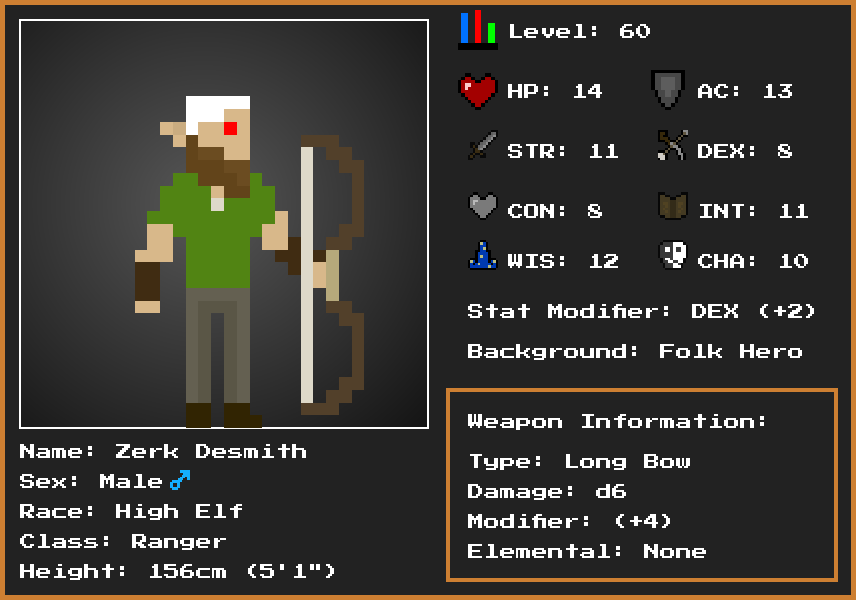 Level: 60
HP: 14 AC: 13
STR: 11 DEX: 8
CON: 8 INT: 11
WIS: 12 CHA: 10
Stat Modifier: DEX (+2)
Background: Folk Hero
Weapon Information:
Type: Long Bow
Damage: d6
Modifier: (+4)
Elemental: None
Name: Zerk Desmith
Sex: Male ♂
Race: High Elf
Class: Ranger
Height: 156cm (5'1")